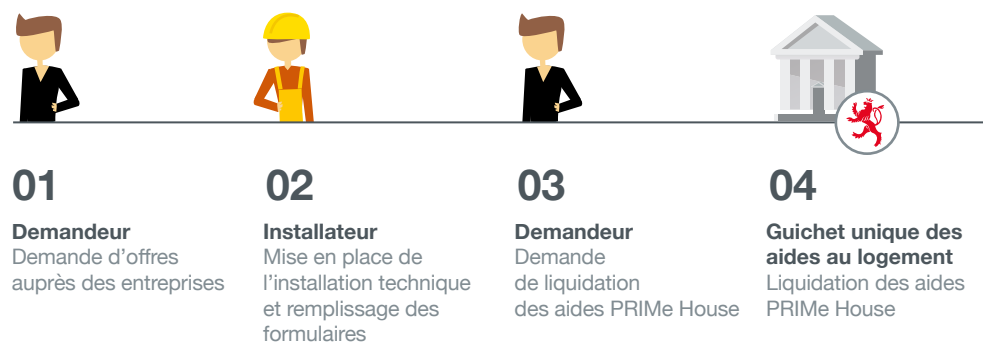 01
Demandeur
Demande d’offres
auprès des entreprises
02
Installateur
Mise en place de
l’installation technique
et remplissage des
formulaires
03
Demandeur
Demande
de liquidation
des aides PRIMe House
04
Guichet unique des
aides au logement
Liquidation des aides
PRIMe House